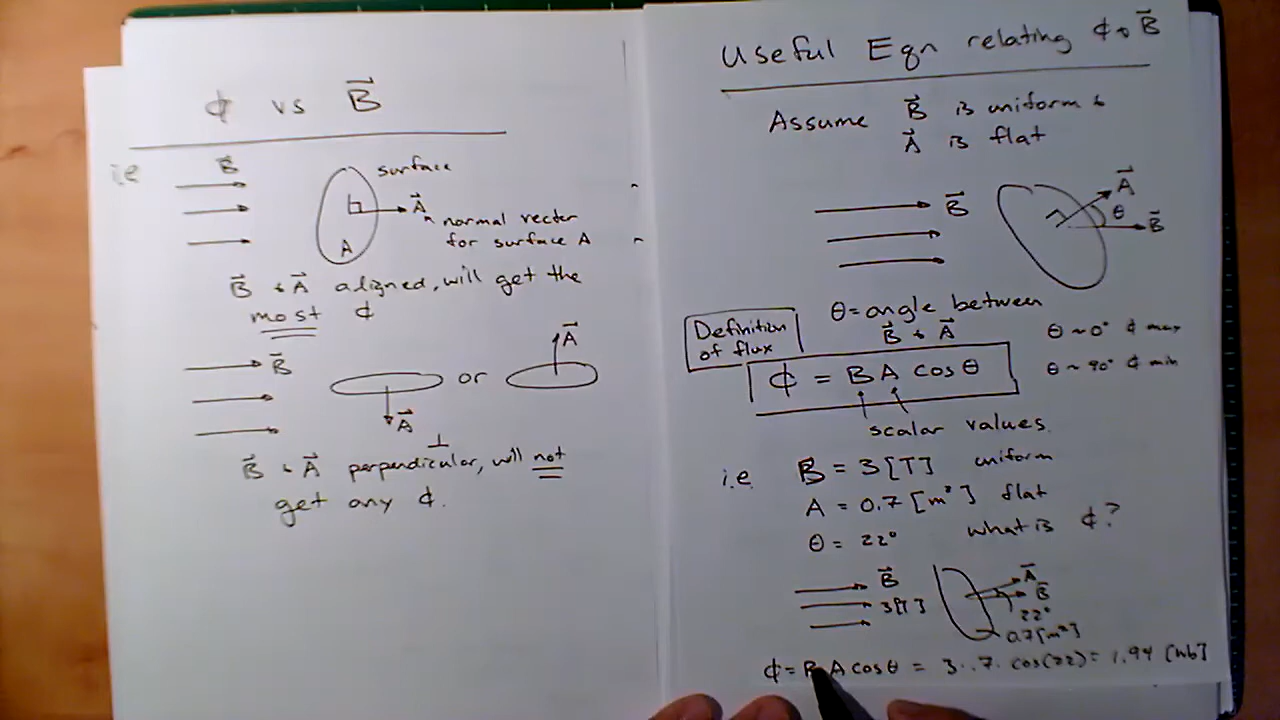 ϕ vs B⃗
i.e
B⃗
surface
A⃗
normal vector
for surface A
A
B⃗ & A⃗ aligned, will get the
most ϕ
B⃗
or
A⃗
A⃗
⊥
B⃗ & A⃗ perpendicular, will not
get any ϕ.
Useful Eqn relating ϕ & B⃗
Assume B⃗ is uniform &
A⃗ is flat
B⃗
A⃗
θ
B⃗
θ = angle between
B⃗ & A⃗
Definition
of flux
θ ~ 0° ϕ max
θ ~ 90° ϕ min
ϕ = BA cos θ
scalar values
i.e. B = 3 [T] uniform
A = 0.7 [m²] flat
θ = 22° what is ϕ?
B⃗
3[T]
A⃗
B⃗
22°
0.7[m²]
ϕ = B A cos θ = 3 · .7 · cos(22) = 1.94 [Wb]